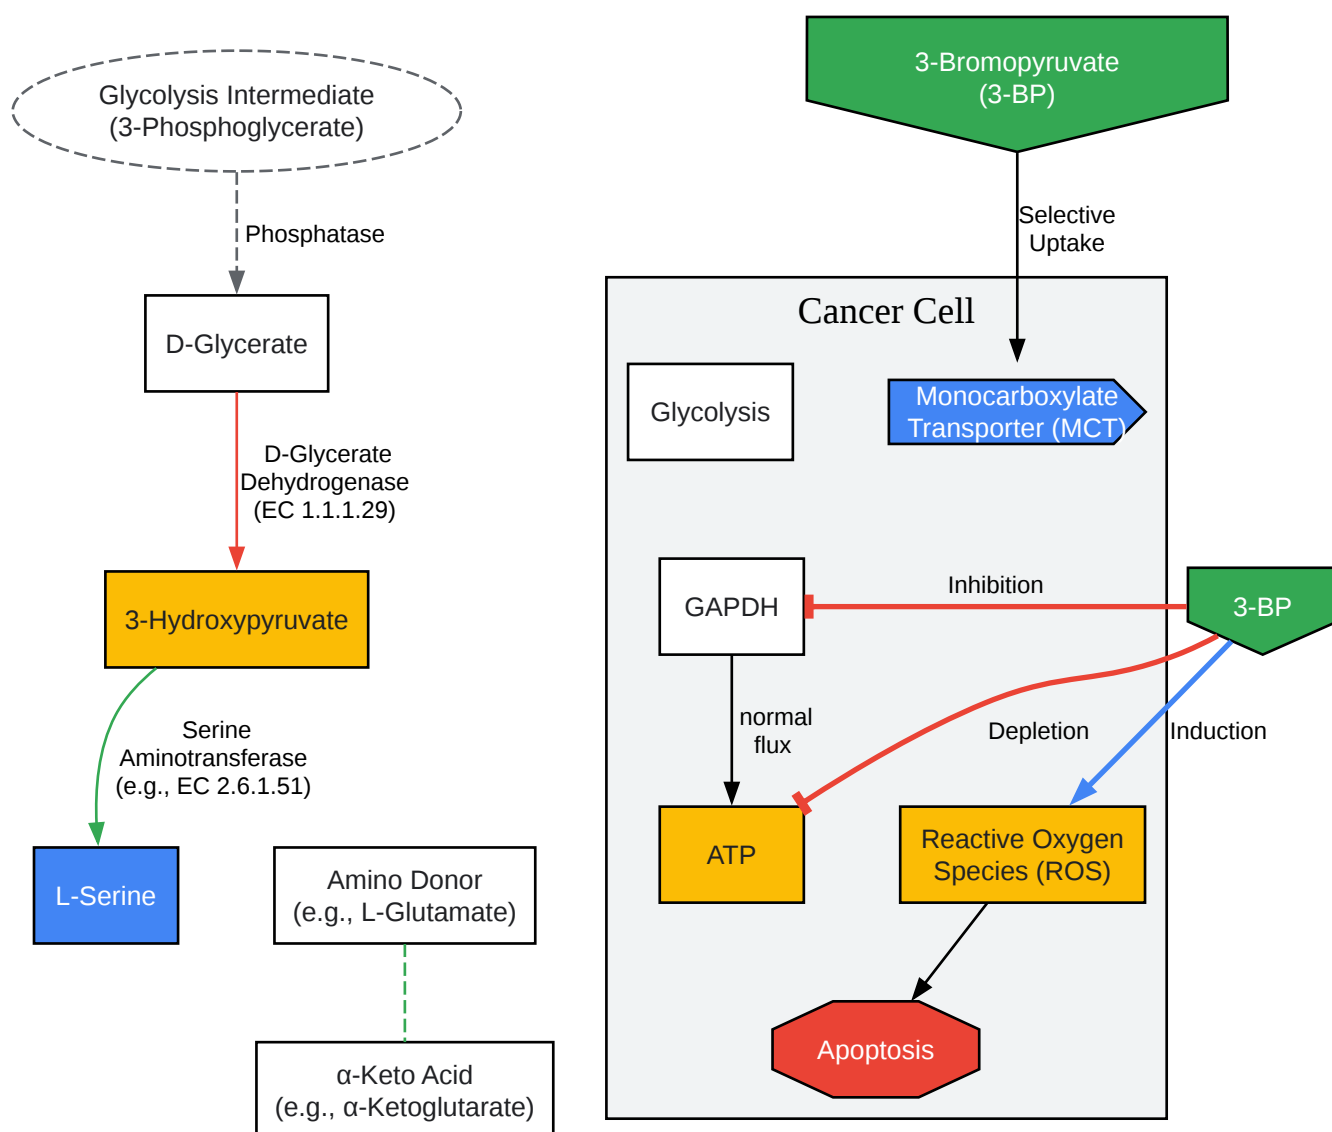 Glycolysis Intermediate
(3-Phosphoglycerate)
Phosphatase
D-Glycerate
D-Glycerate
Dehydrogenase
(EC 1.1.1.29)
3-Hydroxypyruvate
Serine
Aminotransferase
(e.g., EC 2.6.1.51)
L-Serine
Amino Donor
(e.g., L-Glutamate)
α-Keto Acid
(e.g., α-Ketoglutarate)
3-Bromopyruvate
(3-BP)
Selective
Uptake
Cancer Cell
Glycolysis
Monocarboxylate
Transporter (MCT)
GAPDH
Inhibition
3-BP
normal
flux
Depletion
Induction
ATP
Reactive Oxygen
Species (ROS)
Apoptosis